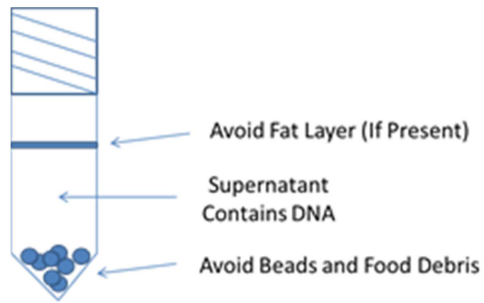 Avoid Fat Layer (If Present)
Supernatant
Contains DNA
Avoid Beads and Food Debris